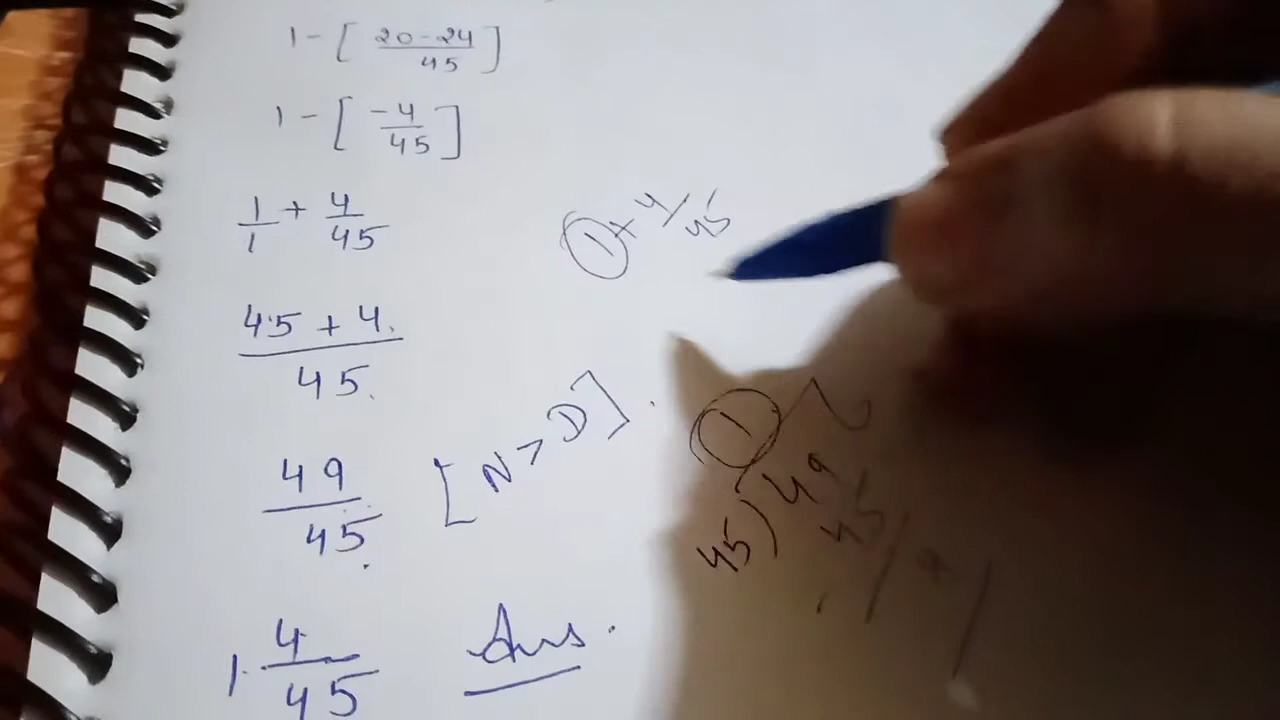 1 - [ 20 - 24 / 45 ]
1 - [ -4 / 45 ]
1/1 + 4/45
1 + 4/45
45 + 4.
45.
[ N > D ].
1
45 ) 49
45
49
45.
1 4/45 Ans.